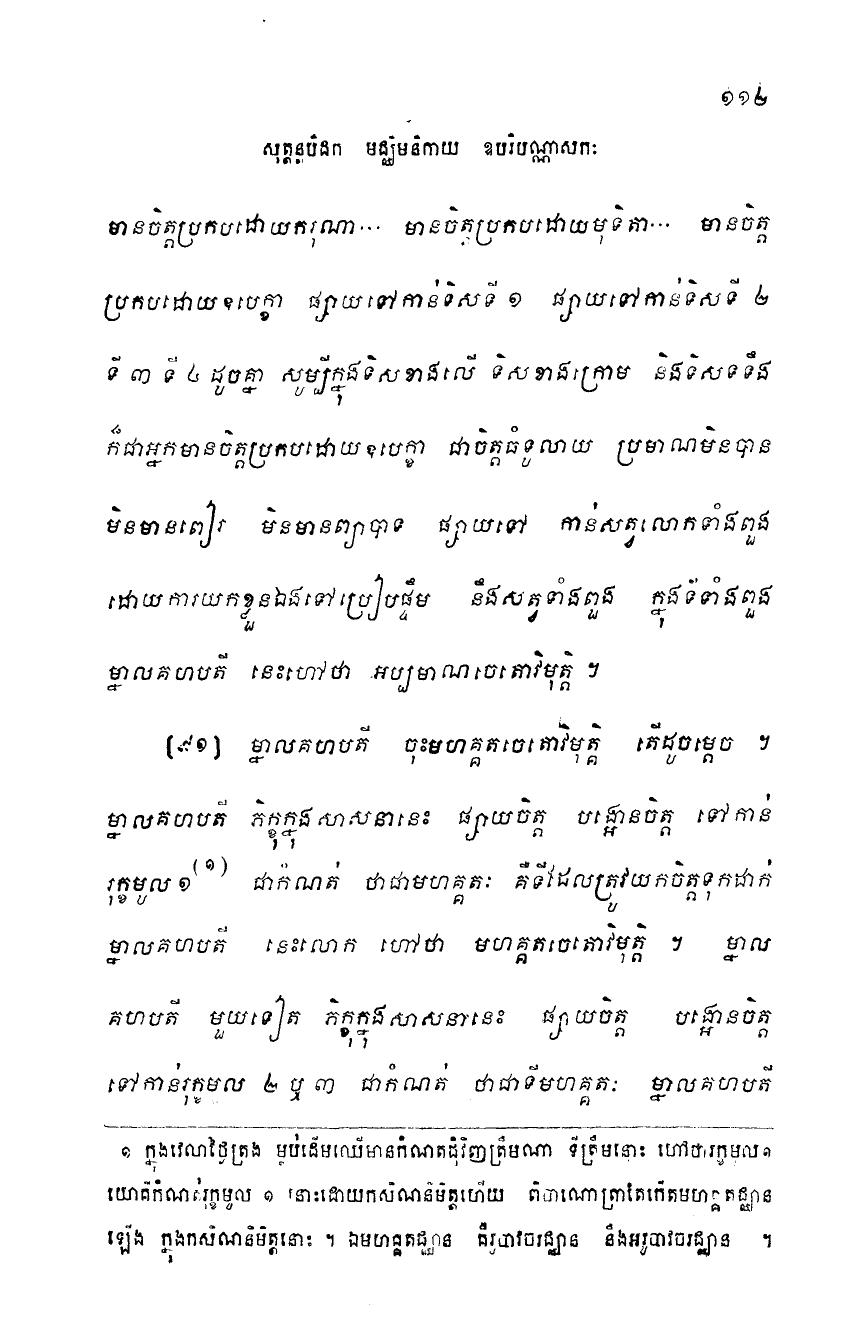 ១១៤
សុត្តន្តបិដក មជ្ឈិមនិកាយ ឧបរិបណ្ណាសកៈ
មានចិត្តប្រកបដោយករុណា… មានចិត្តប្រកបដោយមុទិតា… មានចិត្ត
ប្រកបដោយឧបេក្ខា ផ្សាយទៅកាន់ទិសទី ១ ផ្សាយទៅកាន់ទិសទី ២
ទី ៣ ទី ៤ ដូចគ្នា សូម្បីក្នុងទិសខាងលើ ទិសខាងក្រោម និងទិសទទឹង
ក៏ជាអ្នកមានចិត្តប្រកបដោយឧបេក្ខា ជាចិត្តធំទូលាយ ប្រមាណមិនបាន
មិនមានពៀរ មិនមានព្យាបាទ ផ្សាយទៅ កាន់សត្វលោកទាំងពួង
ដោយការយកខ្លួនឯងទៅប្រៀបផ្ទឹម នឹងសត្វទាំងពួង ក្នុងទីទាំងពួង
ម្នាលគហបតី នេះហៅថា អប្បមាណចេតោវិមុត្តិ ។
[៩១] ម្នាលគហបតី ចុះមហគ្គតចេតោវិមុត្តិ តើដូចម្តេច ។
ម្នាលគហបតី ភិក្ខុក្នុងសាសនានេះ ផ្សាយចិត្ត បង្អោនចិត្ត ទៅកាន់
រុក្ខមូល ១(១) ជាកំណត់ ថាជាមហគ្គតៈ គឺទីដែលត្រូវយកចិត្តទុកដាក់
ម្នាលគហបតី នេះលោក ហៅថា មហគ្គតចេតោវិមុត្តិ ។ ម្នាល
គហបតី មួយទៀត ភិក្ខុក្នុងសាសនានេះ ផ្សាយចិត្ត បង្អោនចិត្ត
ទៅកាន់រុក្ខមូល ២ ឬ ៣ ជាកំណត់ ថាជាទីមហគ្គតៈ ម្នាលគហបតី
១ ក្នុងវេលាថ្ងៃត្រង់ ម្លប់ដើមឈើមានកំណតជុំវិញត្រឹមណា ទីត្រឹមនោះ ហៅថារុក្ខមូល១
យោគីកំណត់រុក្ខមូល ១ នោះដោយកសិណនិមិត្តហើយ ពិចារណោត្រាតែកើតមហគ្គតជ្ឈាន
ឡើង ក្នុងកសិណនិមិត្តនោះ ។ ឯមហគ្គតជ្ឈាន គឺរូបាវចរជ្ឈាន នឹងអរូបាវចរជ្ឈាន ។